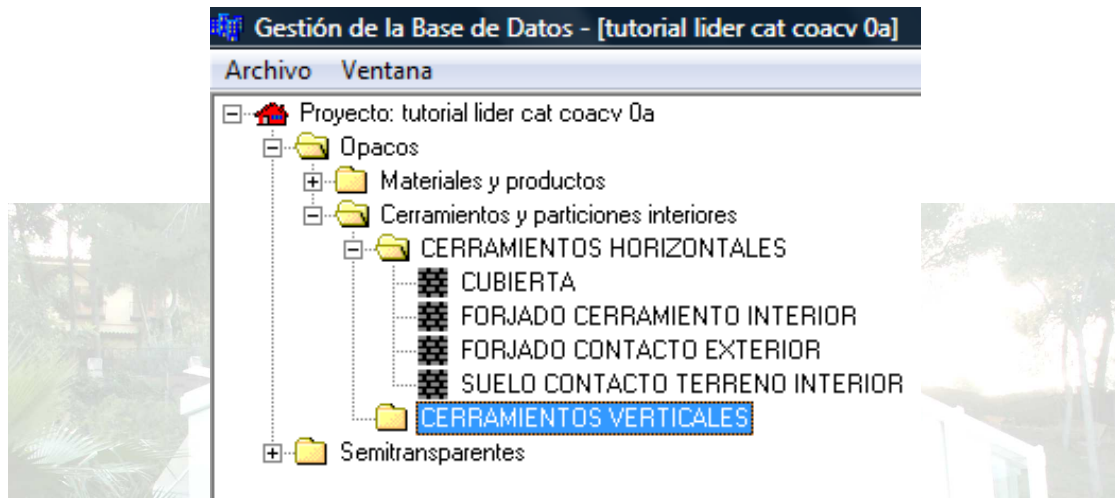 Gestión de la Base de Datos - [tutorial lider cat coacv 0a]
Archivo Ventana
Proyecto: tutorial lider cat coacv 0a
Opacos
Materiales y productos
Cerramientos y particiones interiores
CERRAMIENTOS HORIZONTALES
CUBIERTA
FORJADO CERRAMIENTO INTERIOR
FORJADO CONTACTO EXTERIOR
SUELO CONTACTO TERRENO INTERIOR
CERRAMIENTOS VERTICALES
Semitransparentes